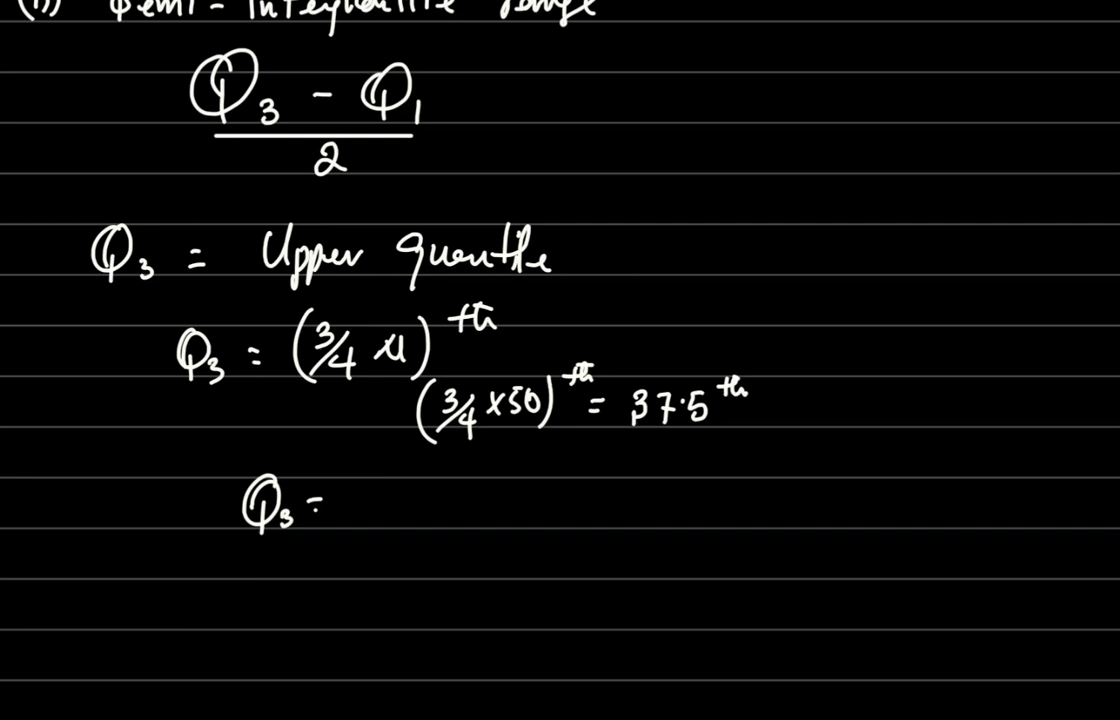 (ii) Semi-interquartile range
Q₃ - Q₁
2
Q₃ = Upper quartile
Q₃ = (3/4 N)th
(3/4 × 50)th = 37.5th
Q₃ =